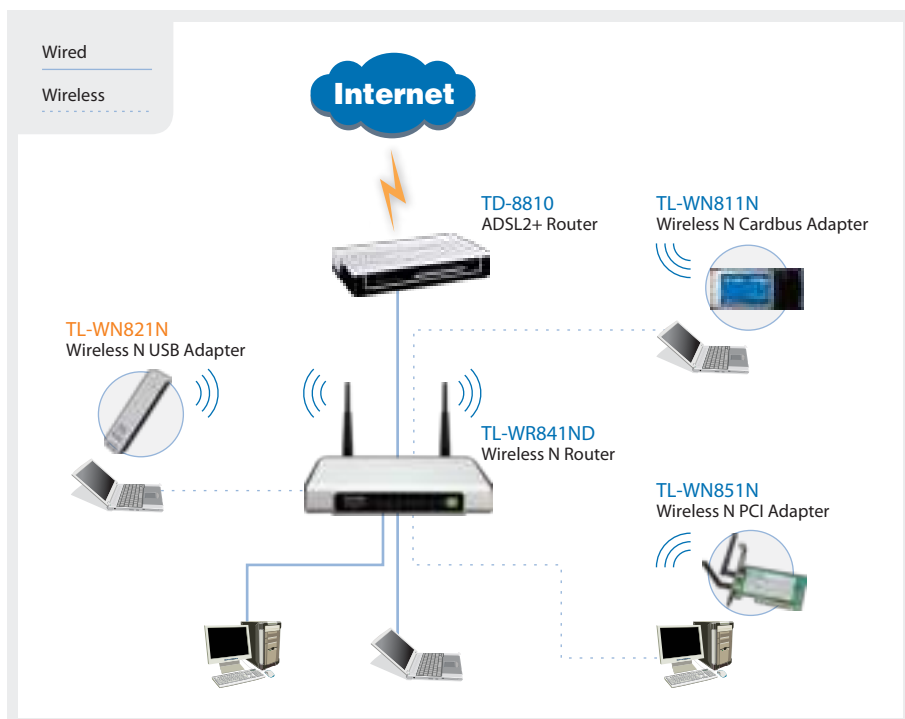 Wired
Wireless
Internet
TD-8810
ADSL2+ Router
TL-WN811N
Wireless N Cardbus Adapter
TL-WN821N
Wireless N USB Adapter
TL-WR841ND
Wireless N Router
TL-WN851N
Wireless N PCI Adapter